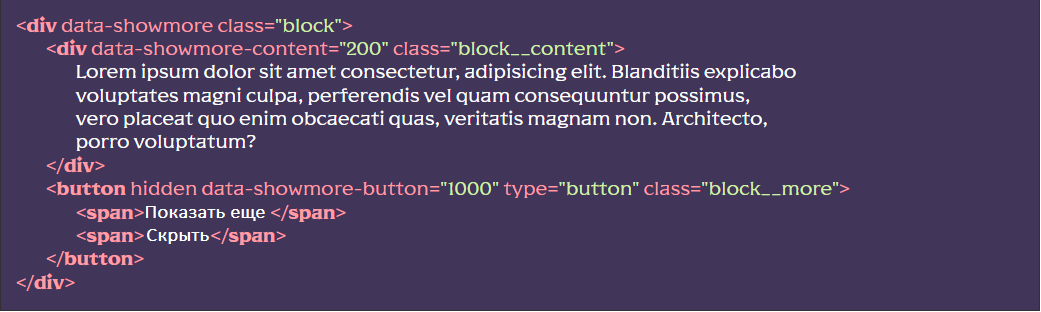 <div data-showmore class="block">
<div data-showmore-content="200" class="block__content">
Lorem ipsum dolor sit amet consectetur, adipisicing elit. Blanditiis explicabo
voluptates magni culpa, perferendis vel quam consequuntur possimus,
vero placeat quo enim obcaecati quas, veritatis magnam non. Architecto,
porro voluptatum?
</div>
<button hidden data-showmore-button="1000" type="button" class="block__more">
<span>Показать еще </span>
<span>Скрыть</span>
</button>
</div>